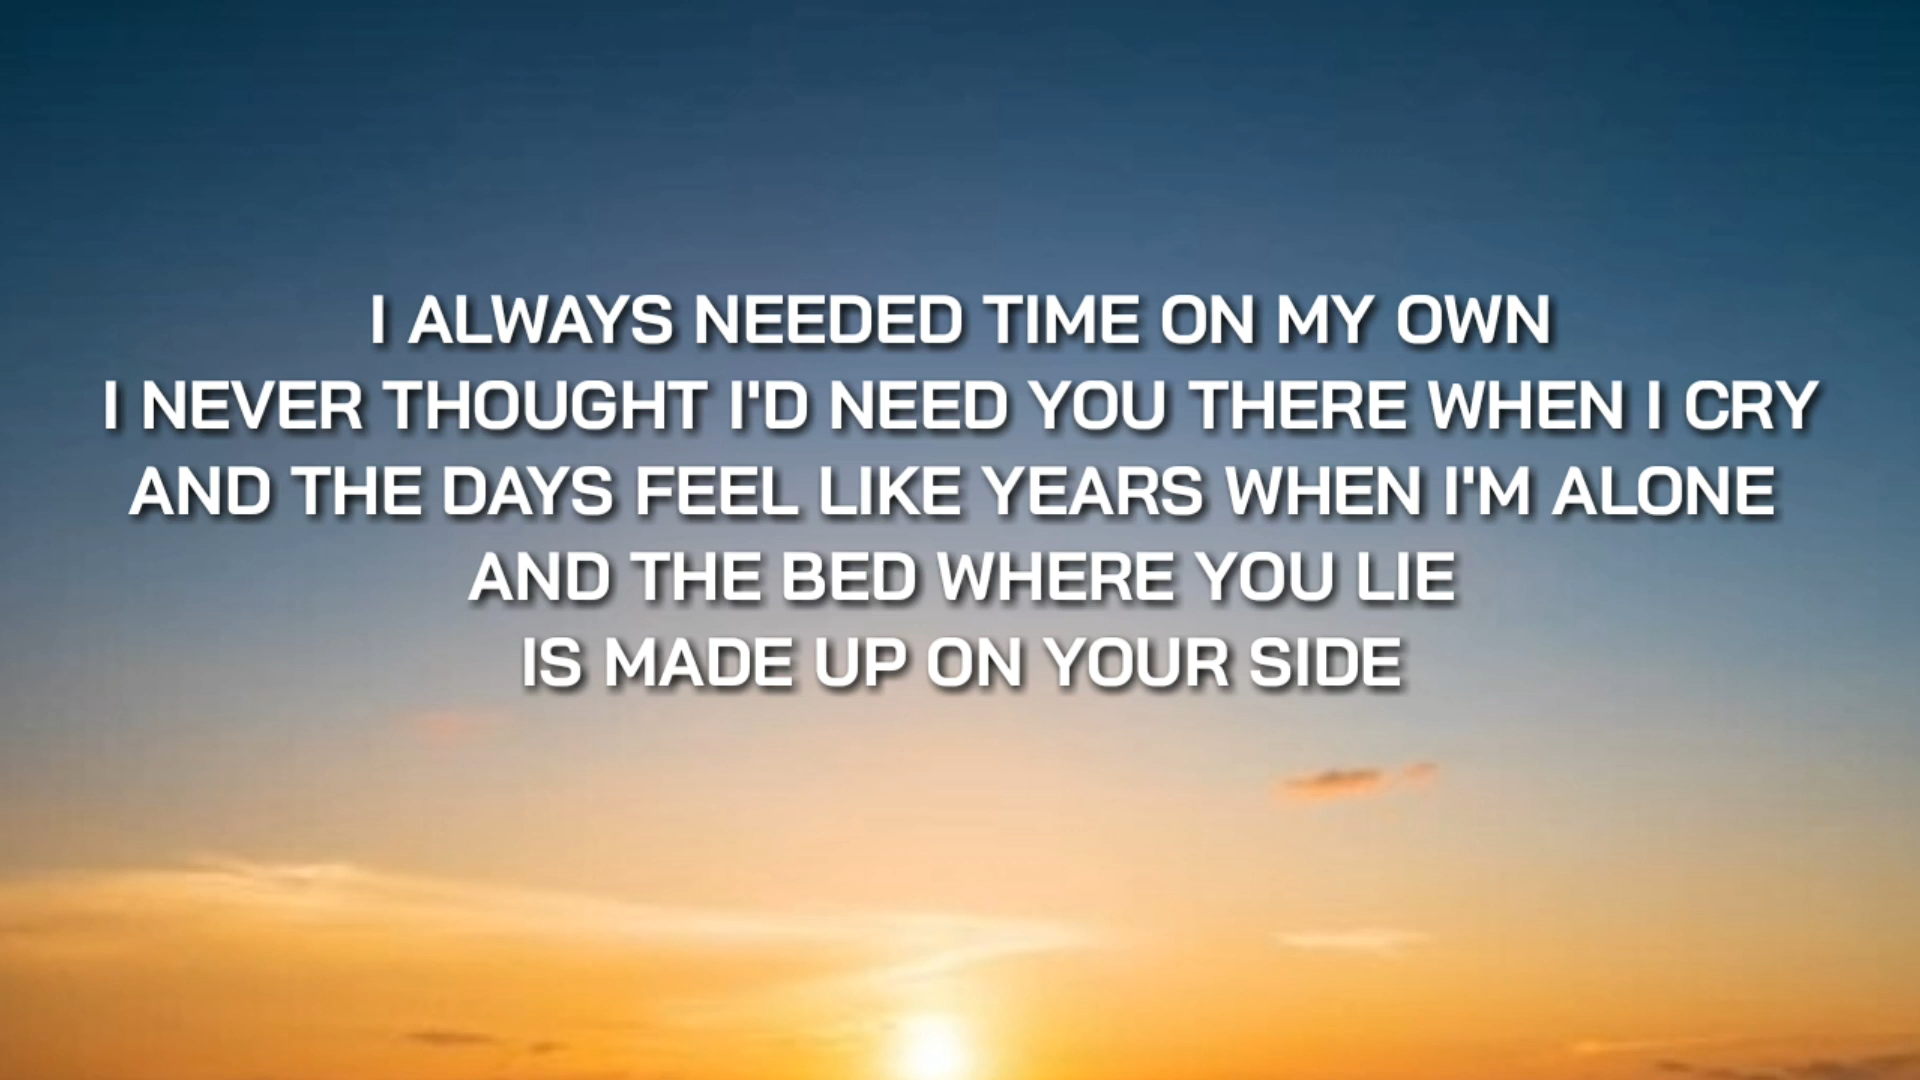 I ALWAYS NEEDED TIME ON MY OWN
I NEVER THOUGHT I'D NEED YOU THERE WHEN I CRY
AND THE DAYS FEEL LIKE YEARS WHEN I'M ALONE
AND THE BED WHERE YOU LIE
IS MADE UP ON YOUR SIDE